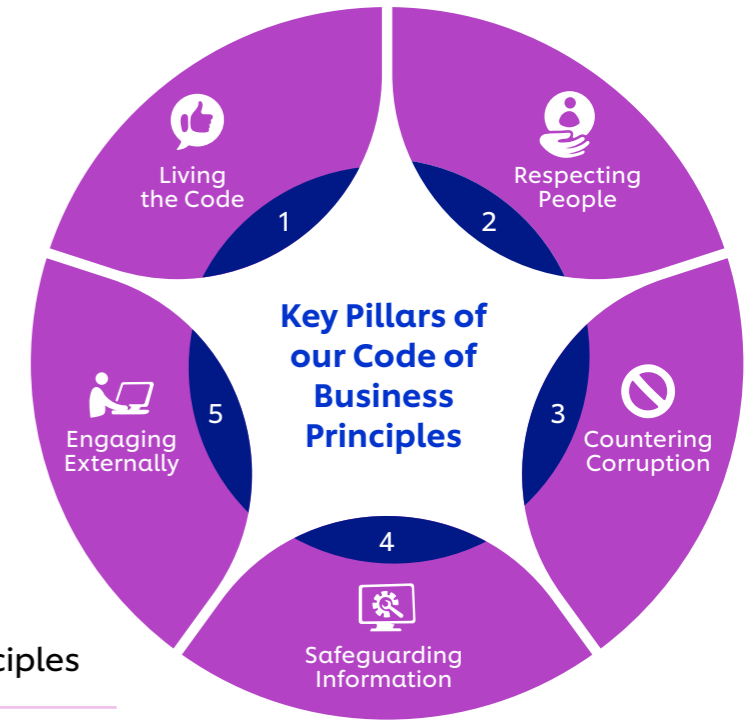 Living
the Code
1
Respecting
People
2
Key Pillars of
our Code of
Business
Principles
3
Countering
Corruption
4
Safeguarding
Information
5
Engaging
Externally
ciples